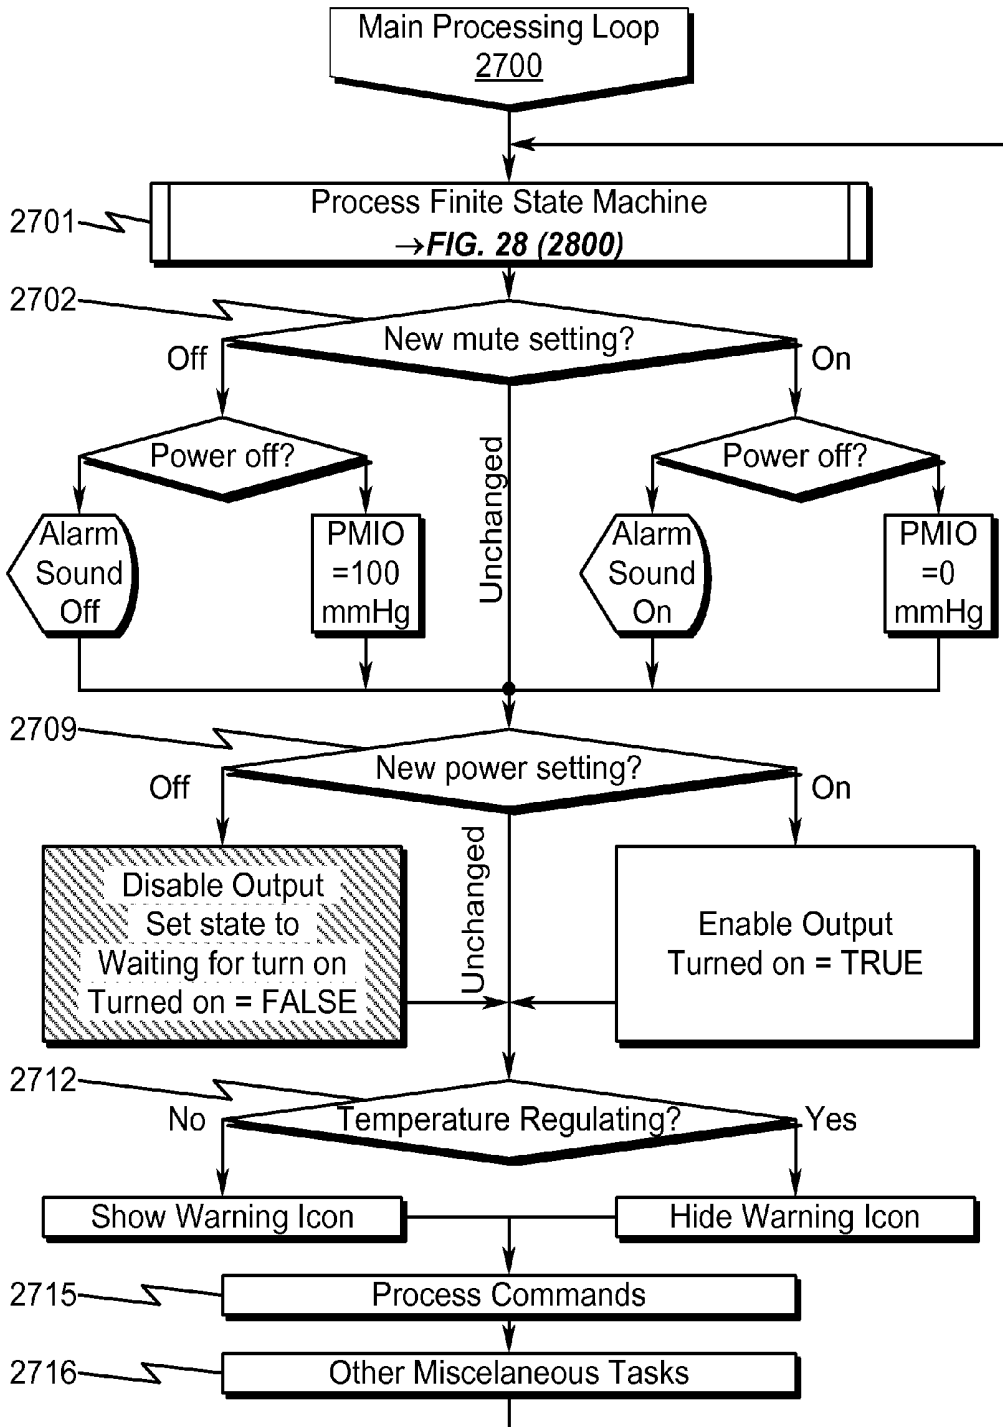 Main Processing Loop
2700
2701
Process Finite State Machine
→FIG. 28 (2800)
2702
New mute setting?
Off
On
Power off?
Power off?
Unchanged
Alarm
Sound
Off
PMIO
=100
mmHg
Alarm
Sound
On
PMIO
=0
mmHg
2709
New power setting?
Off
On
Unchanged
Disable Output
Set state to
Waiting for turn on
Turned on = FALSE
Enable Output
Turned on = TRUE
2712
Temperature Regulating?
No
Yes
Show Warning Icon
Hide Warning Icon
2715
Process Commands
2716
Other Miscelaneous Tasks